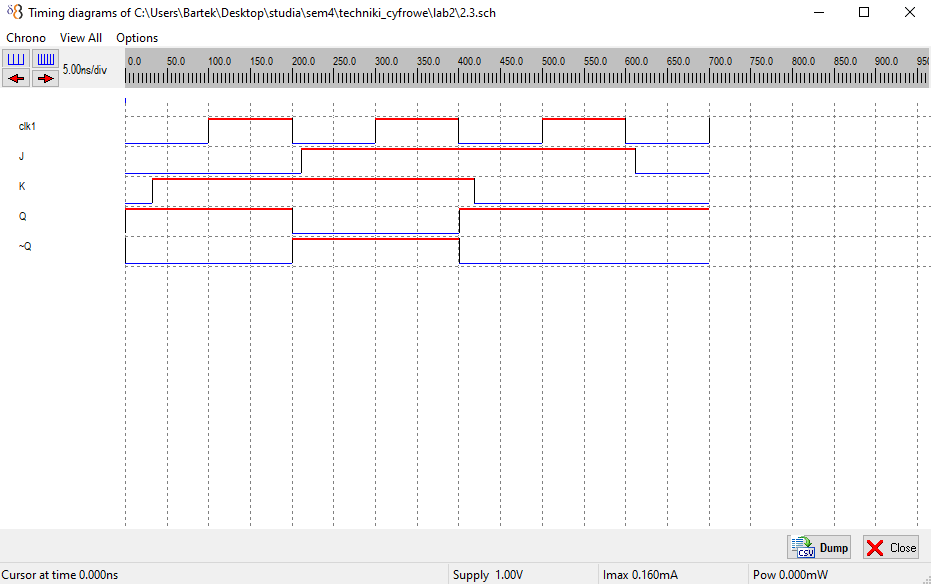 Timing diagrams of C:\Users\Bartek\Desktop\studia\sem4\techniki_cyfrowe\lab2\2.3.sch
Chrono View All Options
5.00ns/div
0.0 50.0 100.0 150.0 200.0 250.0 300.0 350.0 400.0 450.0 500.0 550.0 600.0 650.0 700.0 750.0 800.0 850.0 900.0 950
clk1
J
K
Q
~Q
CSV Dump Close
Cursor at time 0.000ns Supply 1.00V Imax 0.160mA Pow 0.000mW